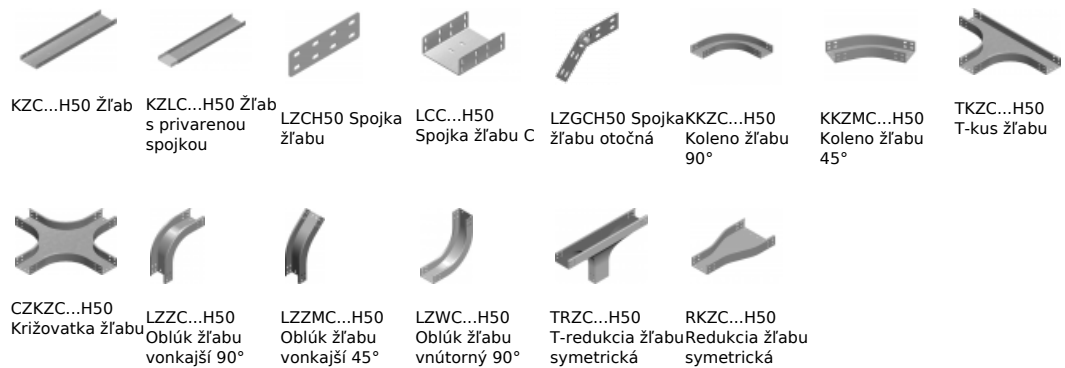 KZC...H50 Žľab
KZLC...H50 Žľab
s privarenou
spojkou
LZCH50 Spojka
žľabu
LCC...H50
Spojka žľabu C
LZGCH50 Spojka
žľabu otočná
KKZC...H50
Koleno žľabu
90°
KKZMC...H50
Koleno žľabu
45°
TKZC...H50
T-kus žľabu
CZKZC...H50
Križovatka žľabu
LZZC...H50
Oblúk žľabu
vonkajší 90°
LZZMC...H50
Oblúk žľabu
vonkajší 45°
LZWC...H50
Oblúk žľabu
vnútorný 90°
TRZC...H50
T-redukcia žľabu
symetrická
RKZC...H50
Redukcia žľabu
symetrická